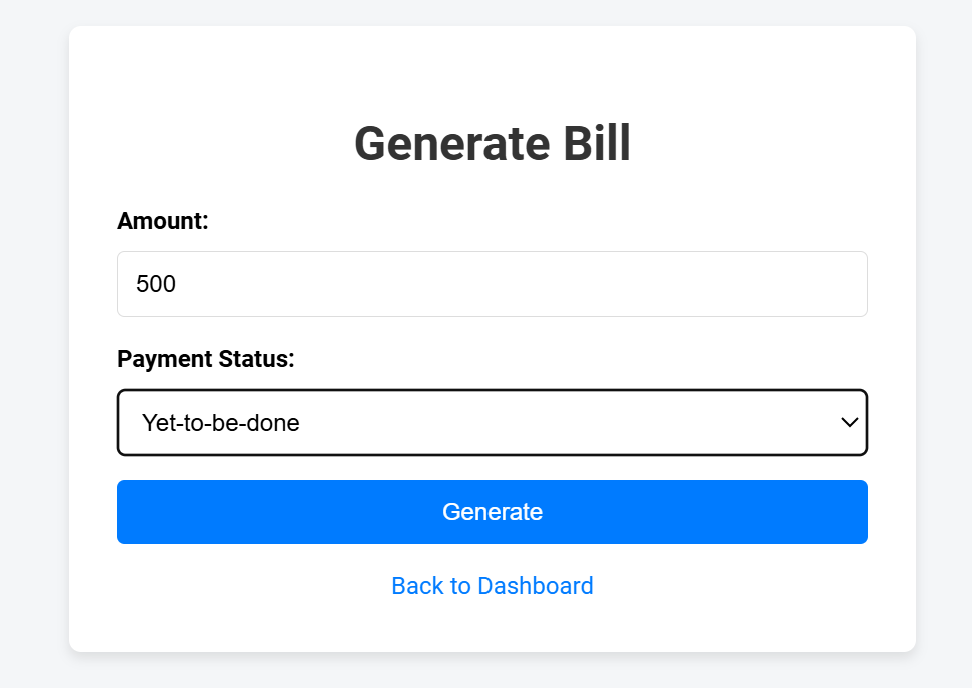 Generate Bill
Amount:
500
Payment Status:
Yet-to-be-done
Generate
Back to Dashboard